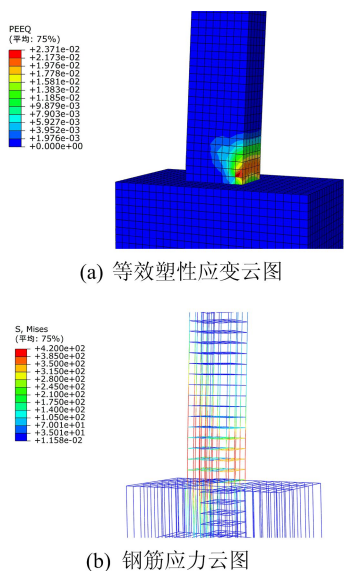 PEEQ
(平均: 75%)
+2.371e-02
+2.173e-02
+1.976e-02
+1.778e-02
+1.581e-02
+1.383e-02
+1.185e-02
+9.879e-03
+7.903e-03
+5.927e-03
+3.952e-03
+1.976e-03
+0.000e+00
(a) 等效塑性应变云图
S, Mises
(平均: 75%)
+4.200e+02
+3.850e+02
+3.500e+02
+3.150e+02
+2.800e+02
+2.450e+02
+2.100e+02
+1.750e+02
+1.400e+02
+1.050e+02
+7.001e+01
+3.501e+01
+1.158e-02
(b) 钢筋应力云图